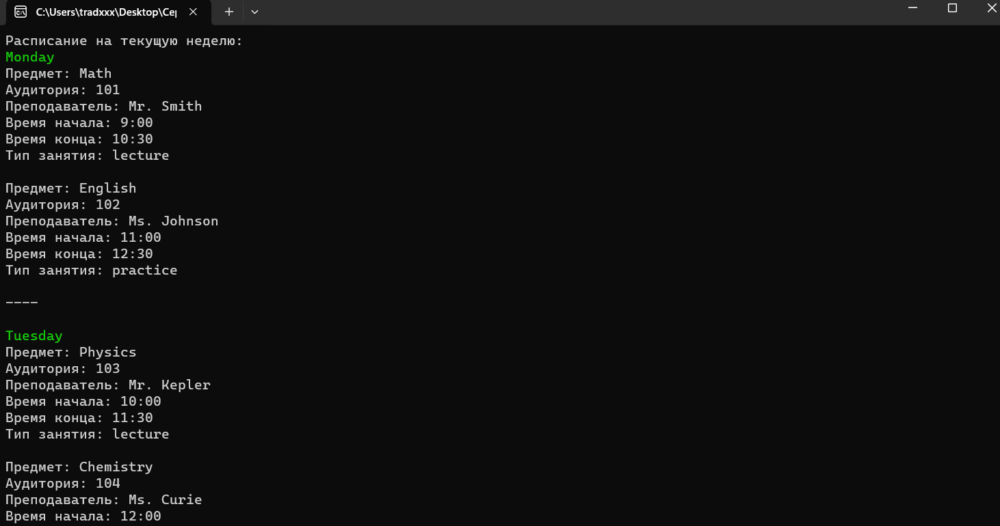 C:\Users\tradxxx\Desktop\Сер
Расписание на текущую неделю:
Monday
Предмет: Math
Аудитория: 101
Преподаватель: Mr. Smith
Время начала: 9:00
Время конца: 10:30
Тип занятия: lecture
Предмет: English
Аудитория: 102
Преподаватель: Ms. Johnson
Время начала: 11:00
Время конца: 12:30
Тип занятия: practice
----
Tuesday
Предмет: Physics
Аудитория: 103
Преподаватель: Mr. Kepler
Время начала: 10:00
Время конца: 11:30
Тип занятия: lecture
Предмет: Chemistry
Аудитория: 104
Преподаватель: Ms. Curie
Время начала: 12:00